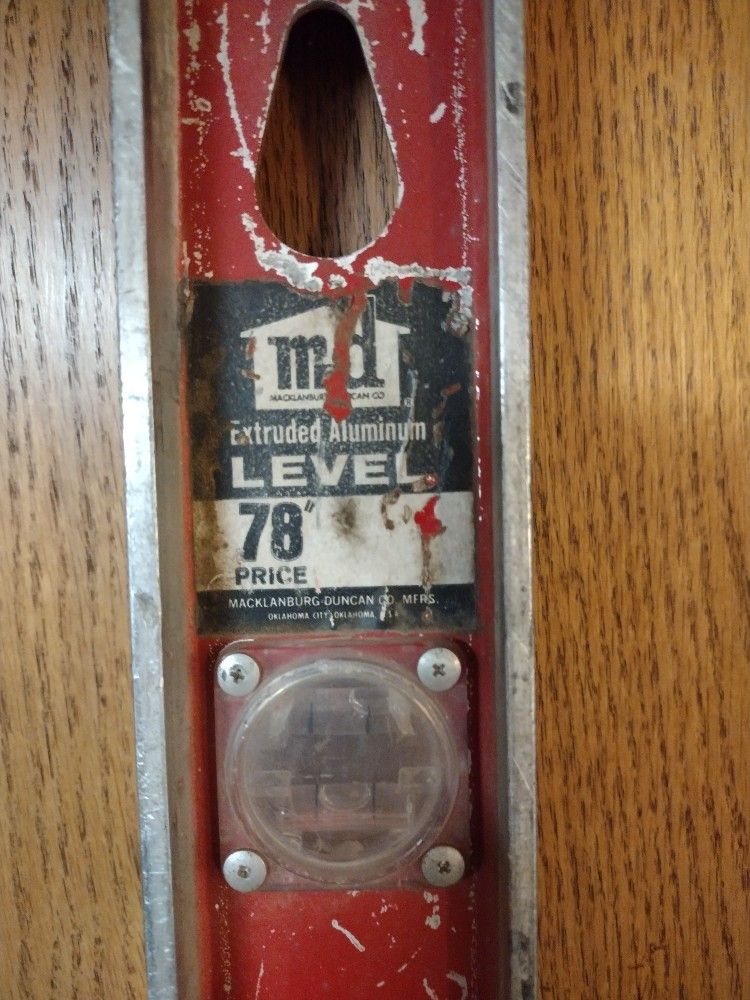 md
MACKLANBURG-DUNCAN CO
Extruded Aluminum
LEVEL
78"
PRICE
MACKLANBURG-DUNCAN CO. MFRS.
OKLAHOMA CITY, OKLAHOMA, U.S.A.